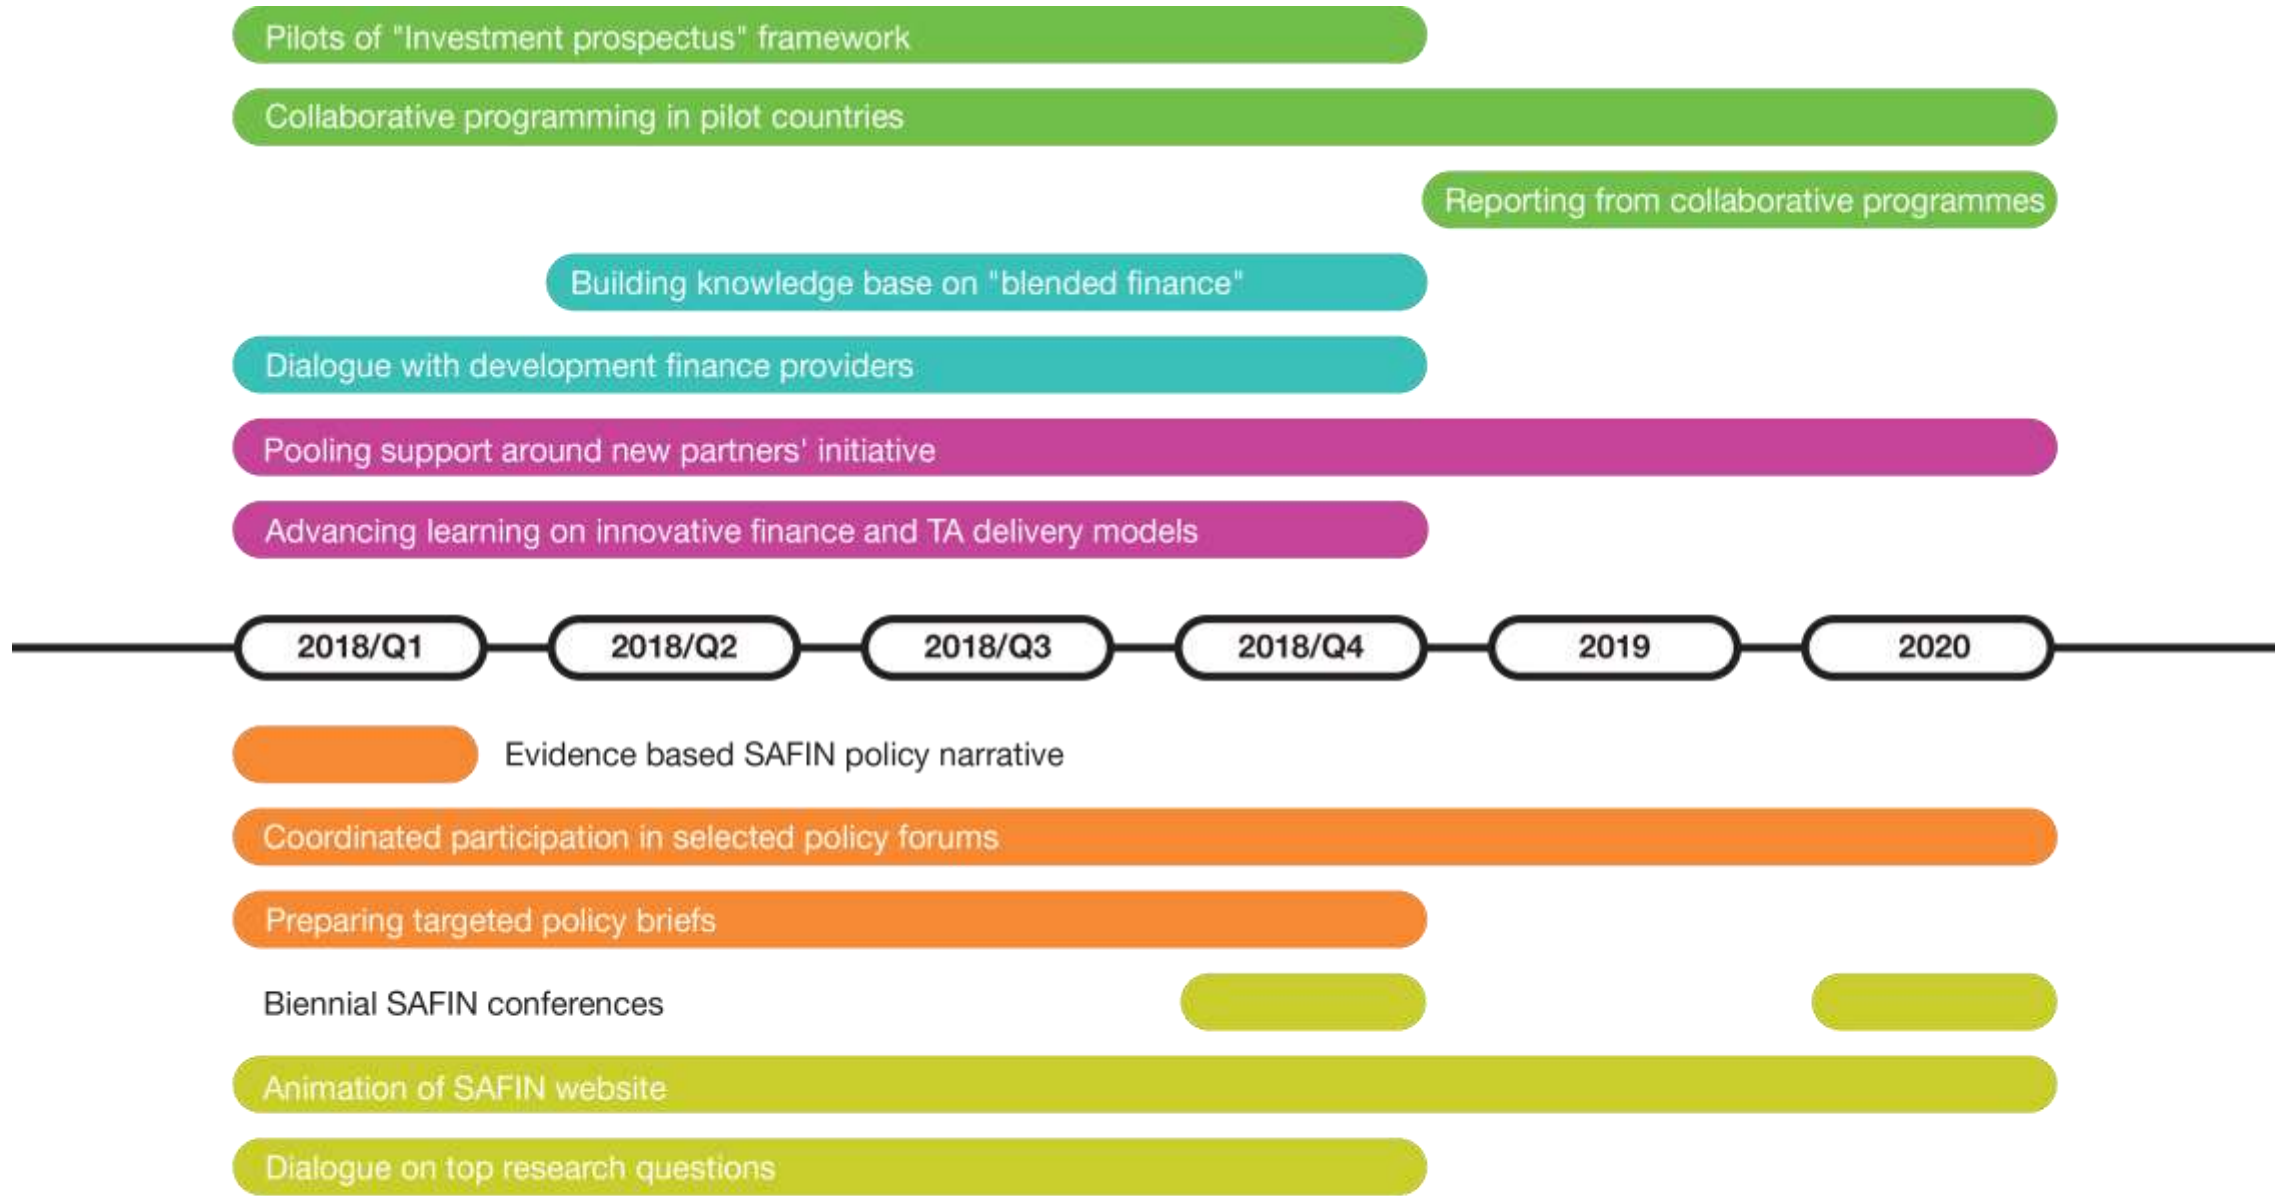 Pilots of "Investment prospectus" framework
Collaborative programming in pilot countries
Reporting from collaborative programmes
Building knowledge base on "blended finance"
Dialogue with development finance providers
Pooling support around new partners' initiative
Advancing learning on innovative finance and TA delivery models
2018/Q1 2018/Q2 2018/Q3 2018/Q4 2019 2020
Evidence based SAFIN policy narrative
Coordinated participation in selected policy forums
Preparing targeted policy briefs
Biennial SAFIN conferences
Animation of SAFIN website
Dialogue on top research questions